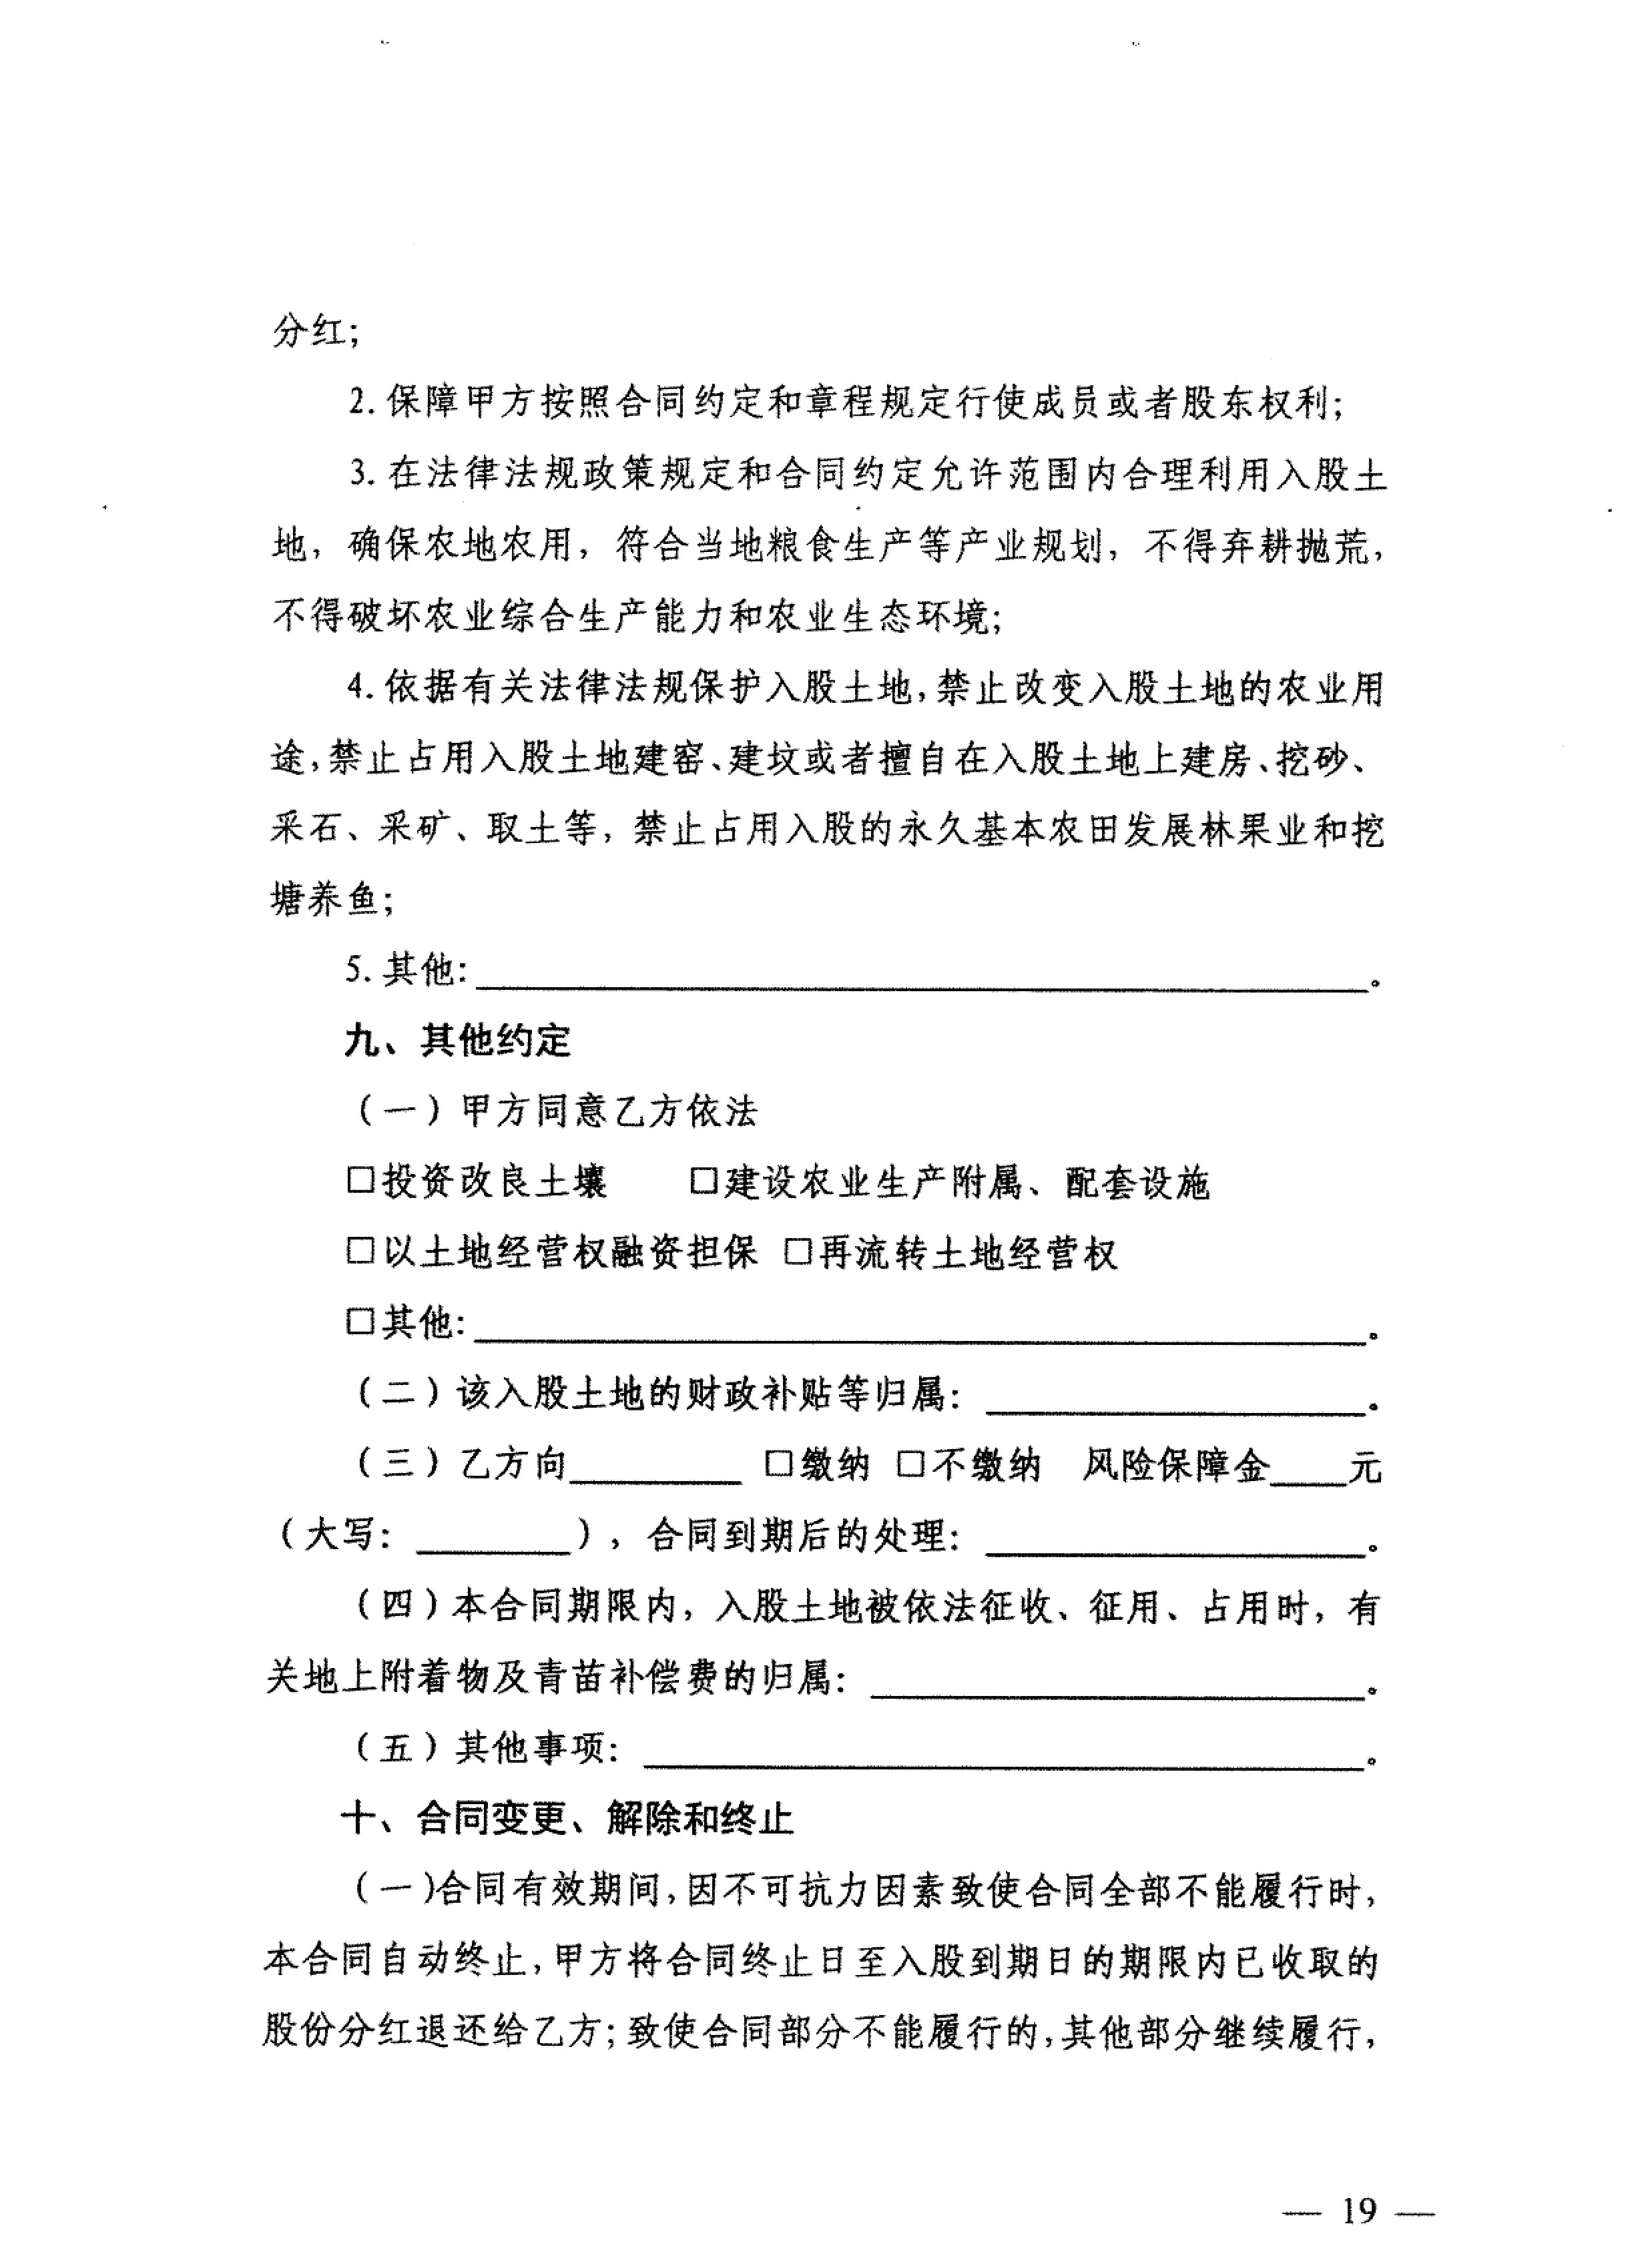 分红；
2. 保障甲方按照合同约定和章程规定行使成员或者股东权利；
3. 在法律法规政策规定和合同约定允许范围内合理利用入股土
地，确保农地农用，符合当地粮食生产等产业规划，不得弃耕抛荒，
不得破坏农业综合生产能力和农业生态环境；
4. 依据有关法律法规保护入股土地，禁止改变入股土地的农业用
途，禁止占用入股土地建窑、建坟或者擅自在入股土地上建房、挖砂、
采石、采矿、取土等，禁止占用入股的永久基本农田发展林果业和挖
塘养鱼；
5. 其他：____________________。
九、其他约定
（一）甲方同意乙方依法
□投资改良土壤 □建设农业生产附属、配套设施
□以土地经营权融资担保 □再流转土地经营权
□其他：____________________。
（二）该入股土地的财政补贴等归属：__________。
（三）乙方向_____ □缴纳 □不缴纳 风险保障金___元
（大写：_____），合同到期后的处理：__________。
（四）本合同期限内，入股土地被依法征收、征用、占用时，有
关地上附着物及青苗补偿费的归属：____________。
（五）其他事项：__________________。
十、合同变更、解除和终止
（一）合同有效期间，因不可抗力因素致使合同全部不能履行时，
本合同自动终止，甲方将合同终止日至入股到期日的期限内已收取的
股份分红退还给乙方；致使合同部分不能履行的，其他部分继续履行，
— 19 —